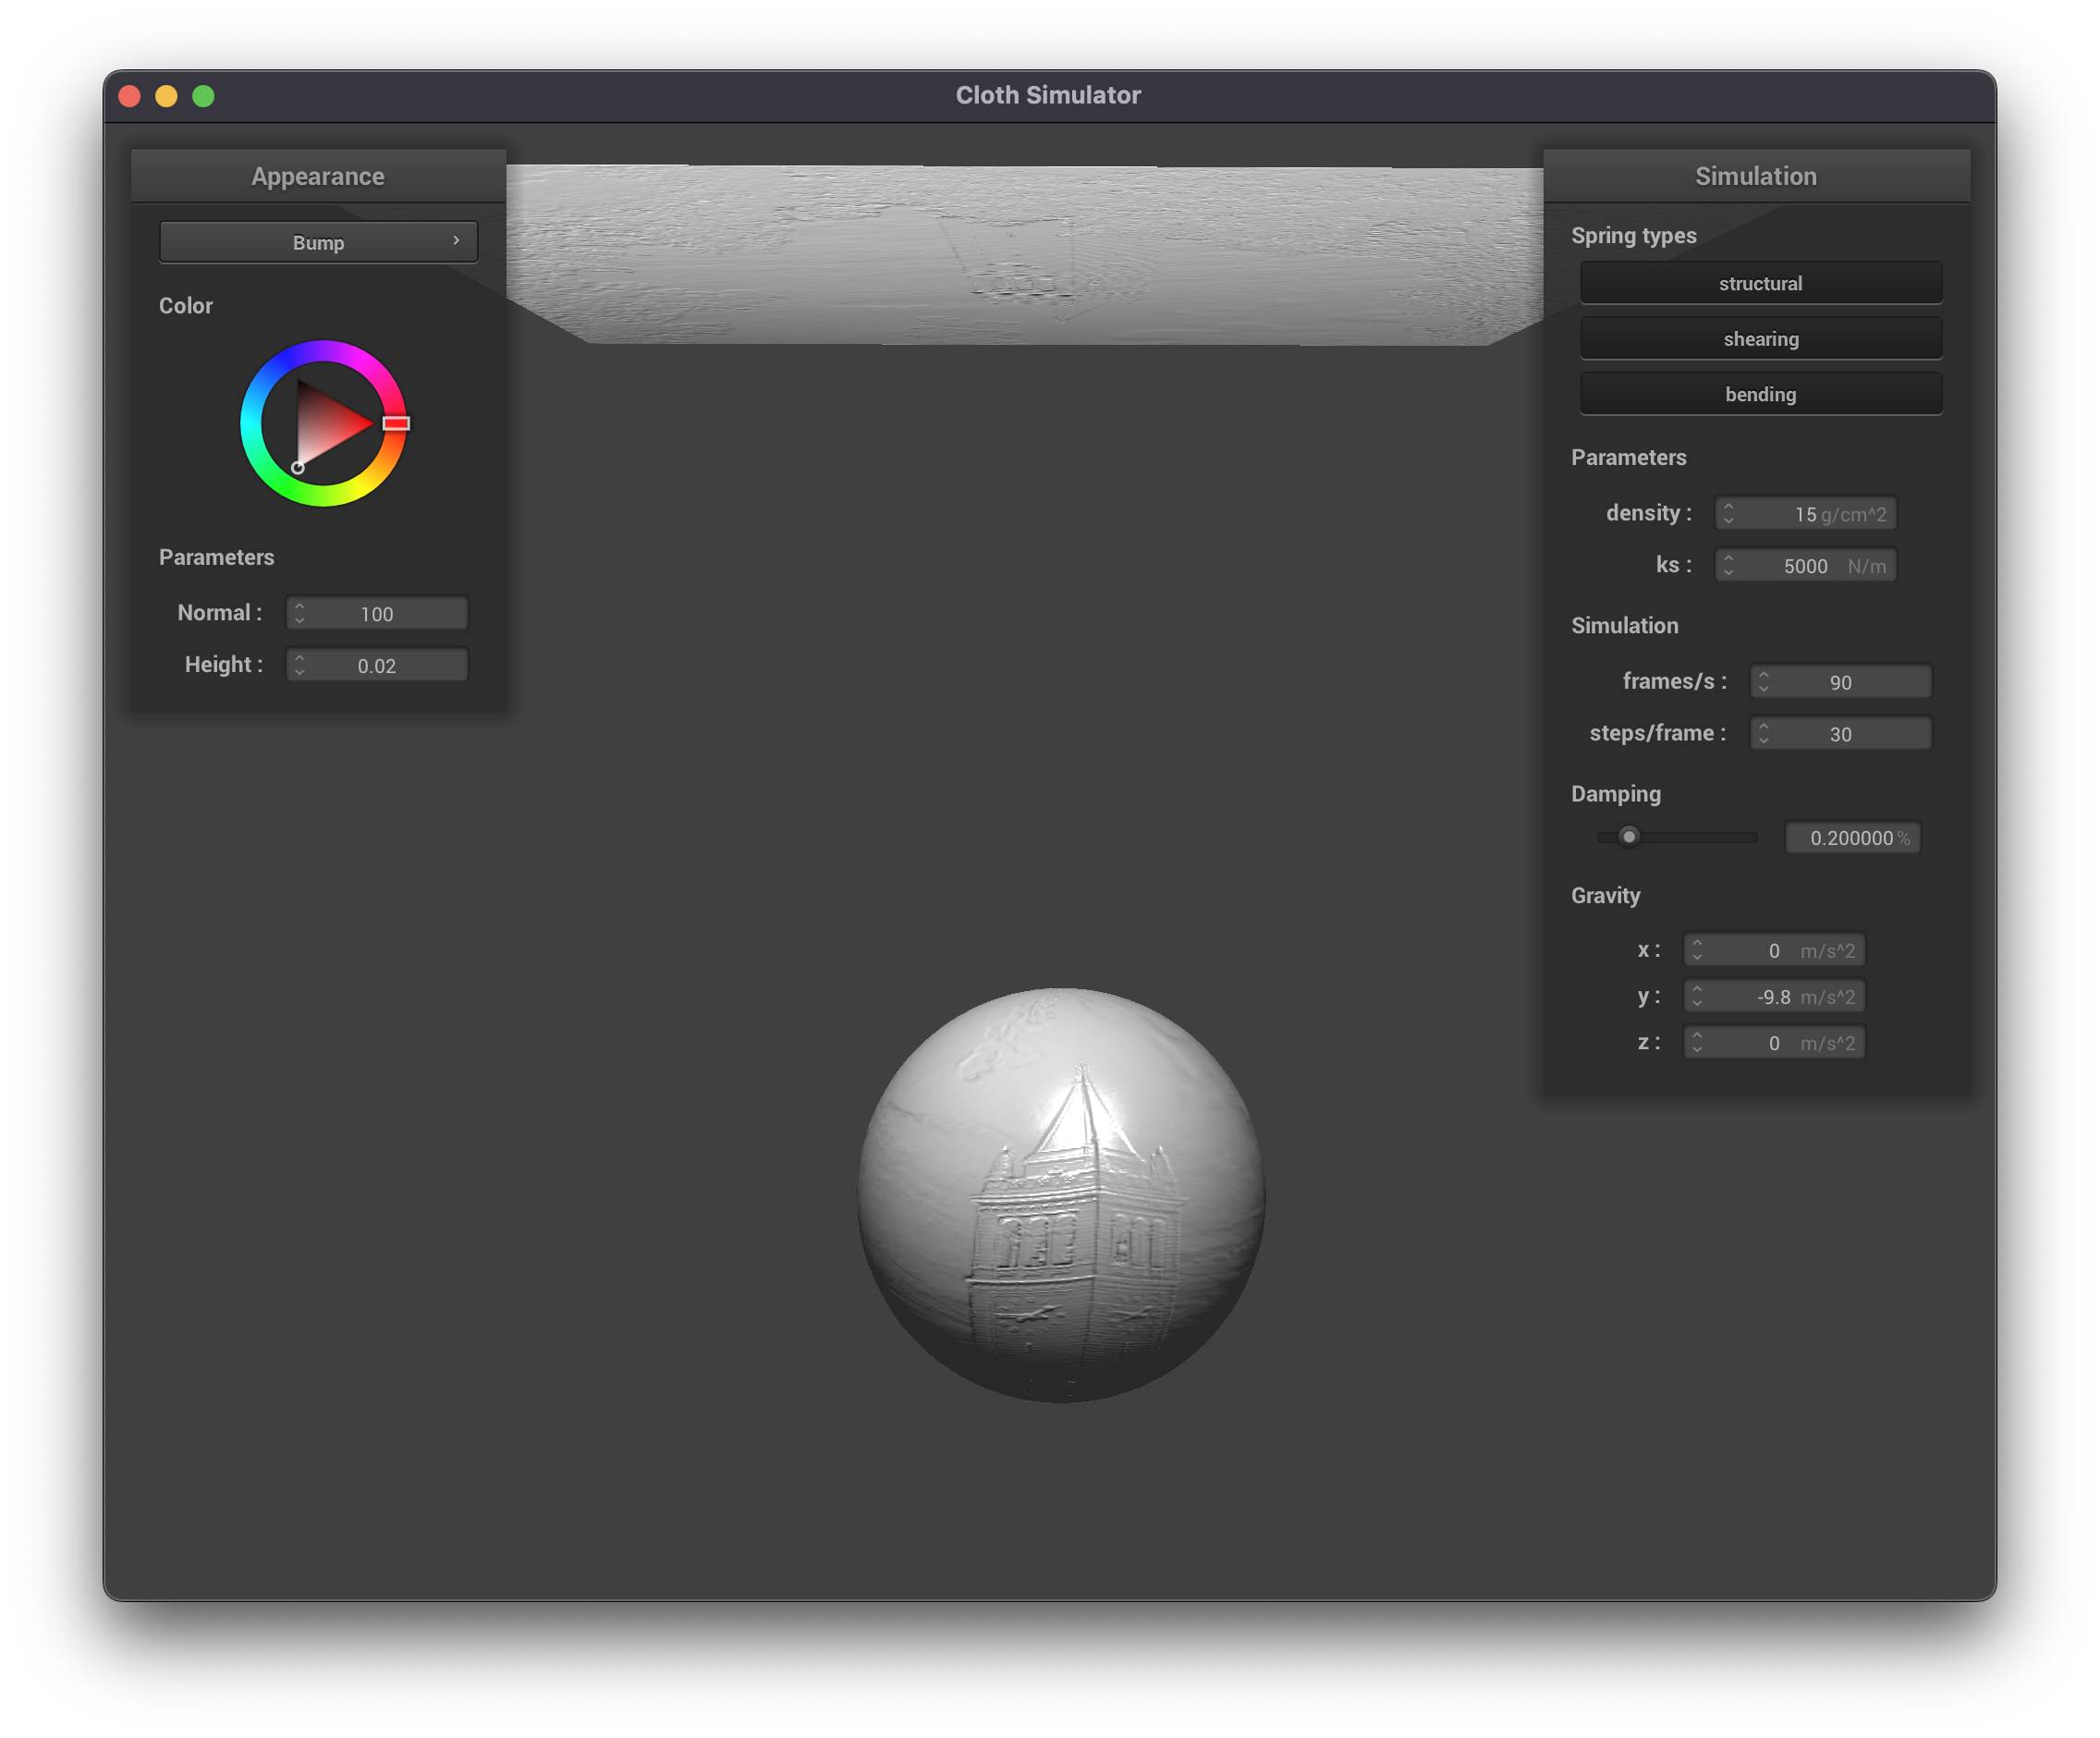 Cloth Simulator
Appearance
Bump
Color
Parameters
Normal : 100
Height : 0.02
Simulation
Spring types
structural
shearing
bending
Parameters
density : 15 g/cm^2
ks : 5000 N/m
Simulation
frames/s : 90
steps/frame : 30
Damping
0.200000 %
Gravity
x : 0 m/s^2
y : -9.8 m/s^2
z : 0 m/s^2